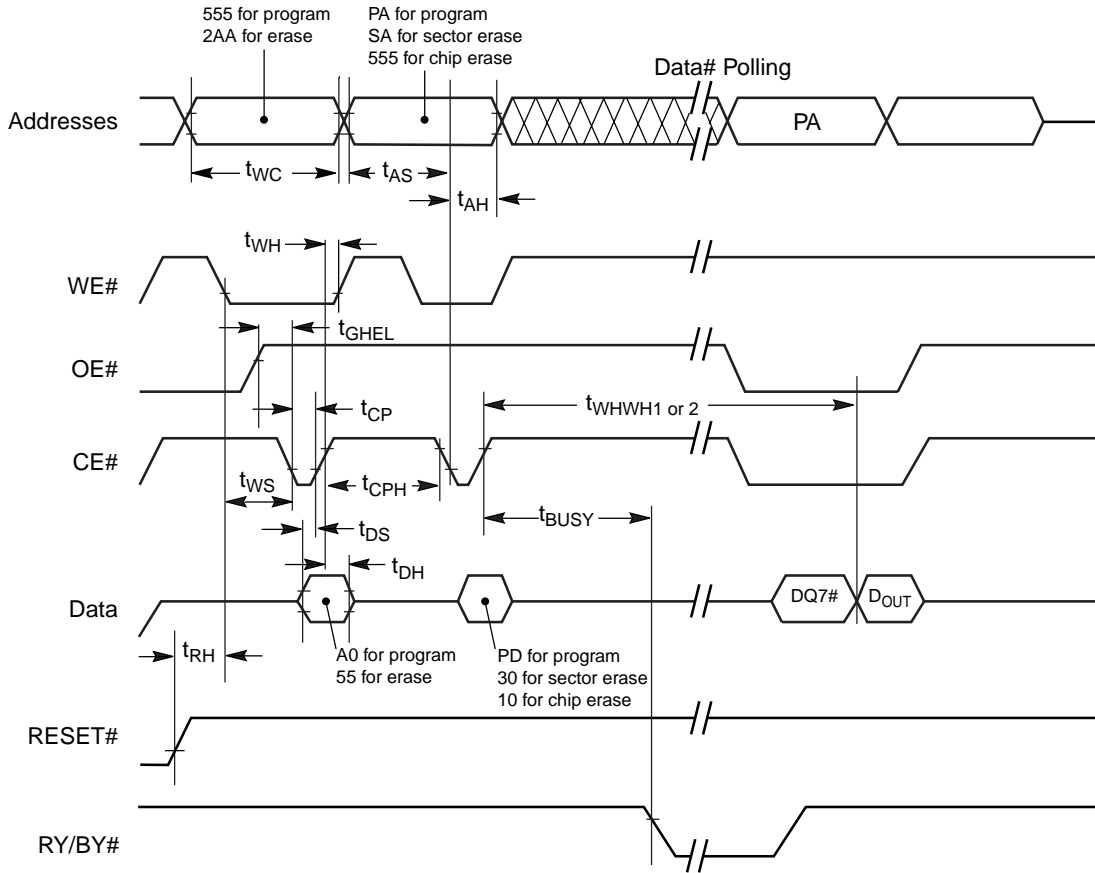 555 for program
2AA for erase
PA for program
SA for sector erase
555 for chip erase
Data# Polling
Addresses
PA
tWC
tAS
tAH
tWH
WE#
tGHEL
OE#
tCP
tWHWH1 or 2
CE#
tWS
tCPH
tBUSY
tDS
tDH
Data
DQ7#
DOUT
tRH
A0 for program
55 for erase
PD for program
30 for sector erase
10 for chip erase
RESET#
RY/BY#